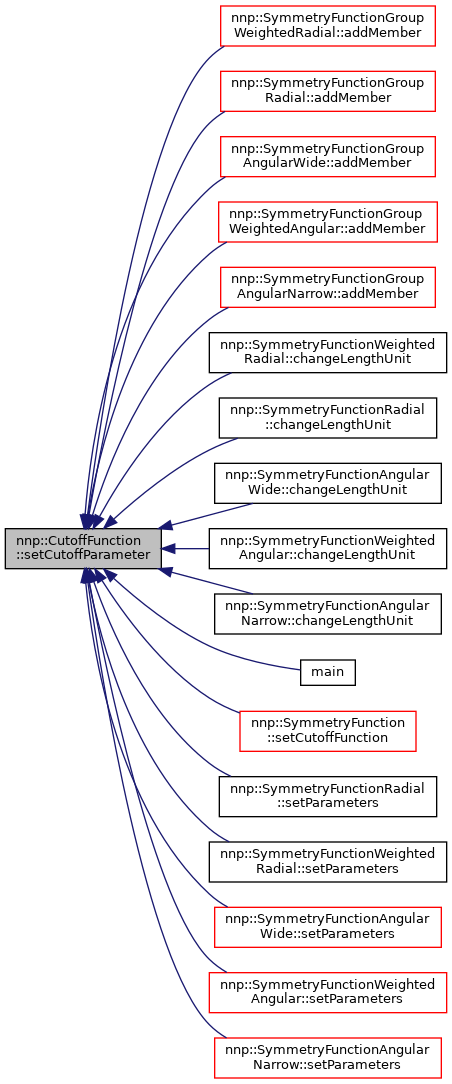 nnp::SymmetryFunctionGroup
WeightedRadial::addMember
nnp::SymmetryFunctionGroup
Radial::addMember
nnp::SymmetryFunctionGroup
AngularWide::addMember
nnp::SymmetryFunctionGroup
WeightedAngular::addMember
nnp::SymmetryFunctionGroup
AngularNarrow::addMember
nnp::SymmetryFunctionWeighted
Radial::changeLengthUnit
nnp::SymmetryFunctionRadial
::changeLengthUnit
nnp::SymmetryFunctionAngular
Wide::changeLengthUnit
nnp::CutoffFunction
::setCutoffParameter
nnp::SymmetryFunctionWeighted
Angular::changeLengthUnit
nnp::SymmetryFunctionAngular
Narrow::changeLengthUnit
main
nnp::SymmetryFunction
::setCutoffFunction
nnp::SymmetryFunctionRadial
::setParameters
nnp::SymmetryFunctionWeighted
Radial::setParameters
nnp::SymmetryFunctionAngular
Wide::setParameters
nnp::SymmetryFunctionWeighted
Angular::setParameters
nnp::SymmetryFunctionAngular
Narrow::setParameters